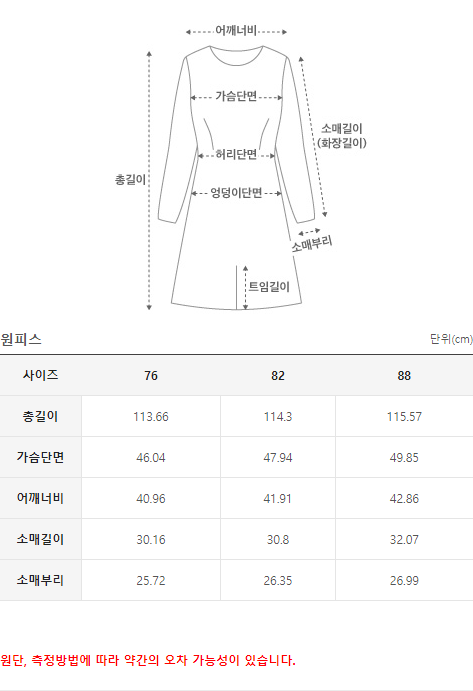 어깨너비
가슴단면
소매길이
(화장길이)
허리단면
총길이
엉덩이단면
소매부리
트임길이
원피스 단위(cm)
사이즈 76 82 88
총길이 113.66 114.3 115.57
가슴단면 46.04 47.94 49.85
어깨너비 40.96 41.91 42.86
소매길이 30.16 30.8 32.07
소매부리 25.72 26.35 26.99
원단, 측정방법에 따라 약간의 오차 가능성이 있습니다.